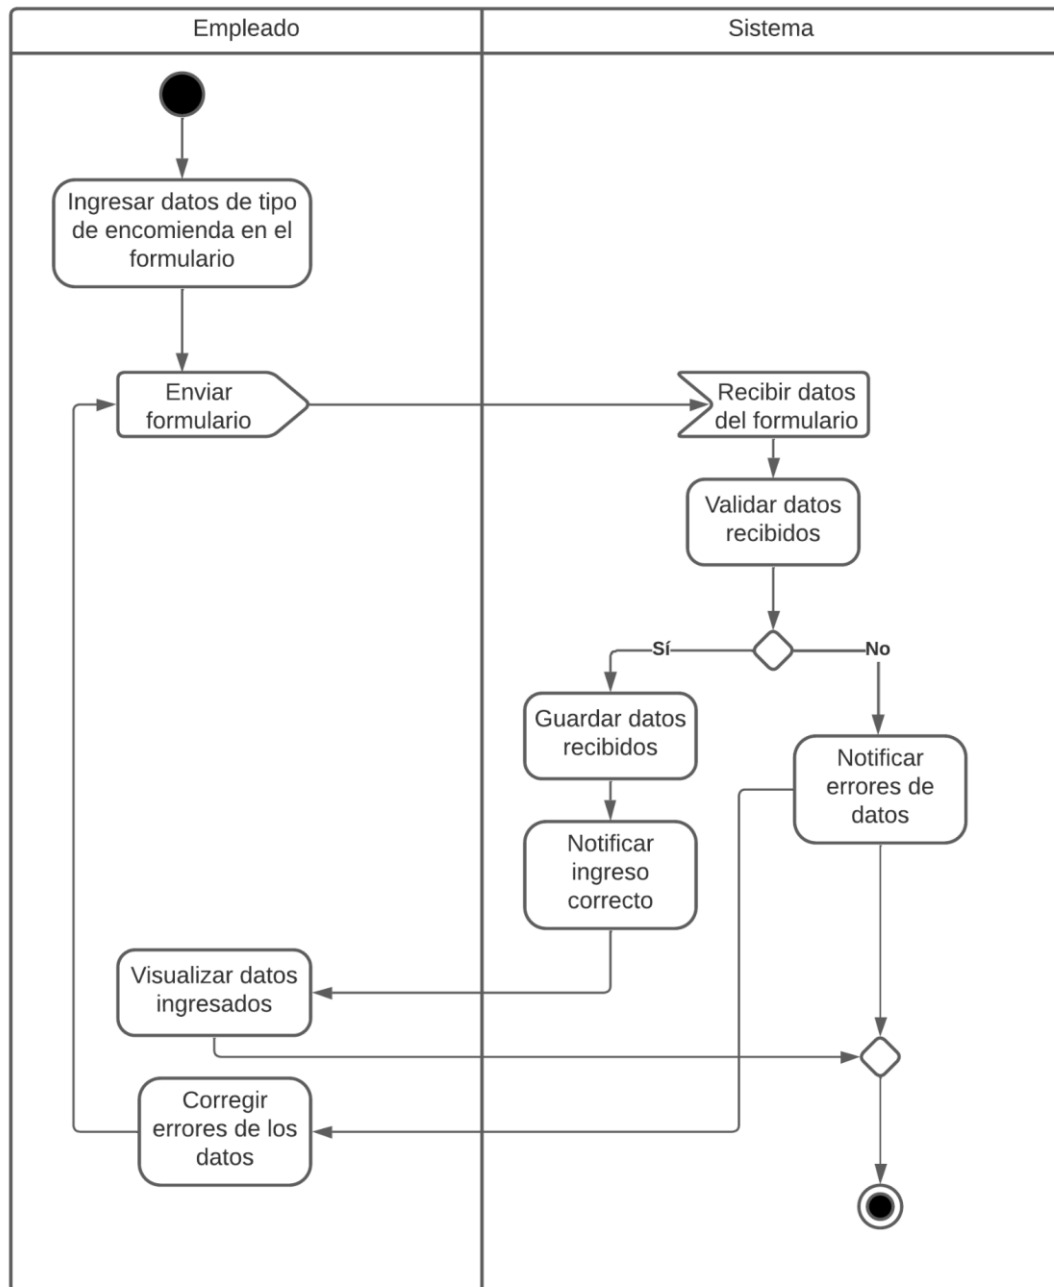 Empleado
Sistema
Ingresar datos de tipo
de encomienda en el
formulario
Enviar
formulario
Recibir datos
del formulario
Validar datos
recibidos
Sí
No
Guardar datos
recibidos
Notificar
errores de
datos
Notificar
ingreso
correcto
Visualizar datos
ingresados
Corregir
errores de los
datos